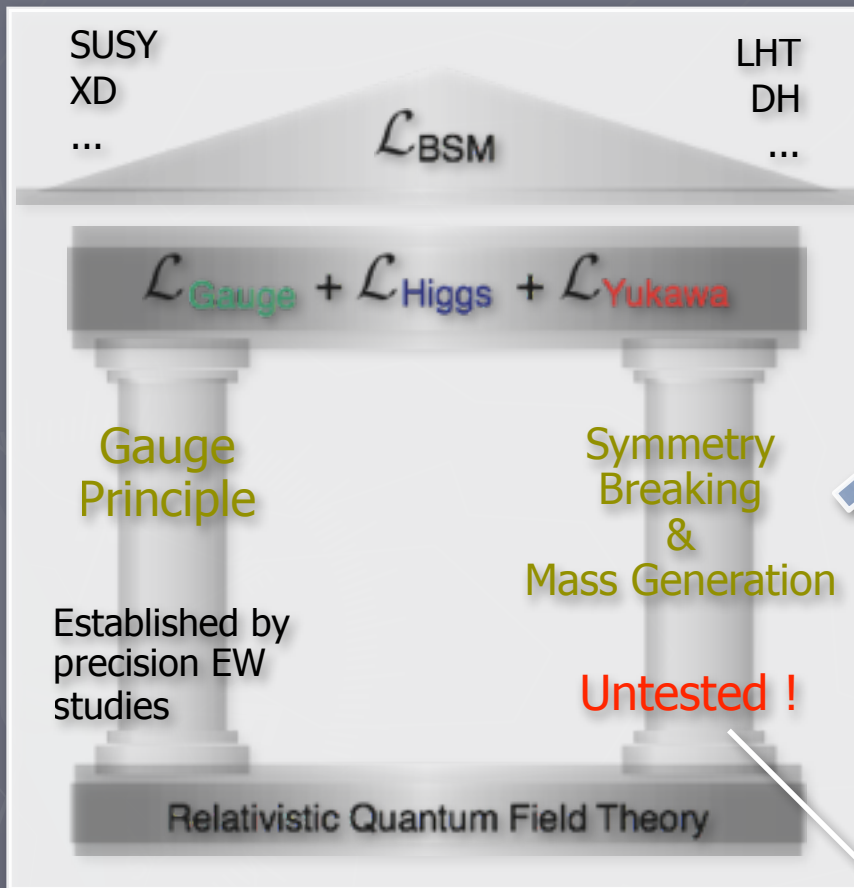 SUSY
XD
...
LHT
DH
...
ℒBSM
ℒGauge + ℒHiggs + ℒYukawa
Gauge
Principle
Established by
precision EW
studies
Symmetry
Breaking
&
Mass Generation
Untested !
Relativistic Quantum Field Theory